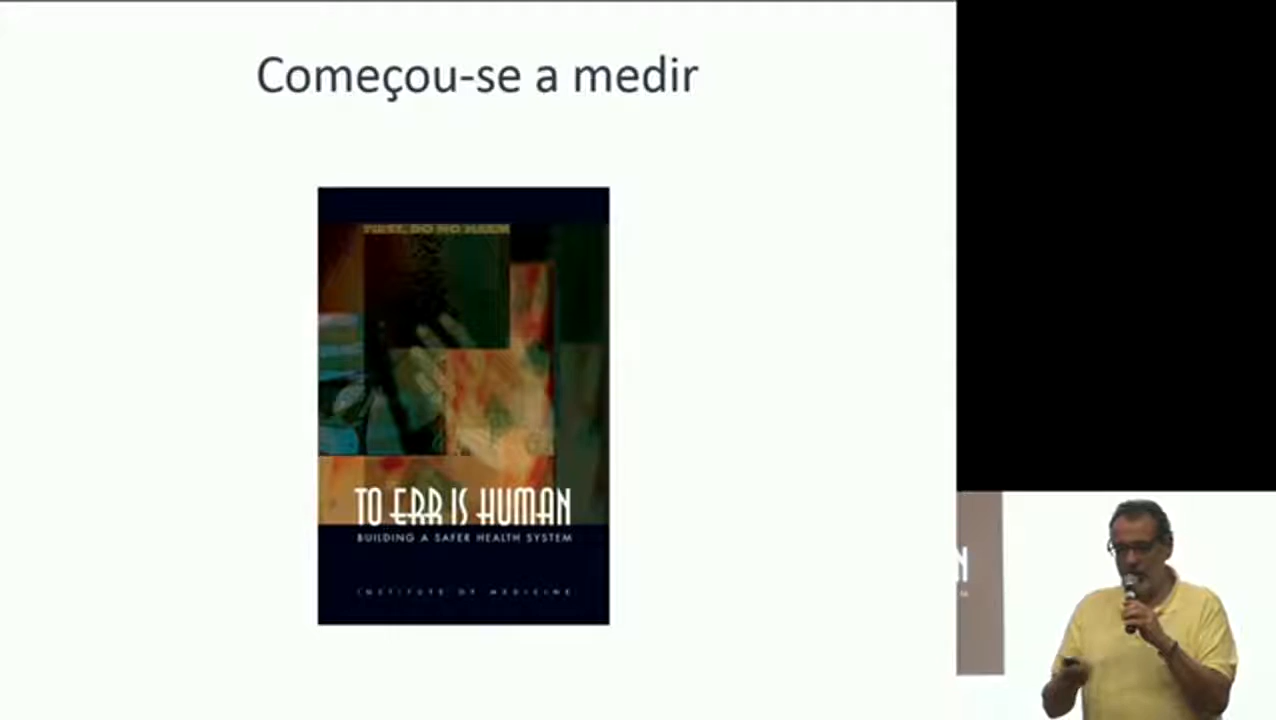 Começou-se a medir
FIRST, DO NO HARM
TO ERR IS HUMAN
BUILDING A SAFER HEALTH SYSTEM
INSTITUTE OF MEDICINE
N